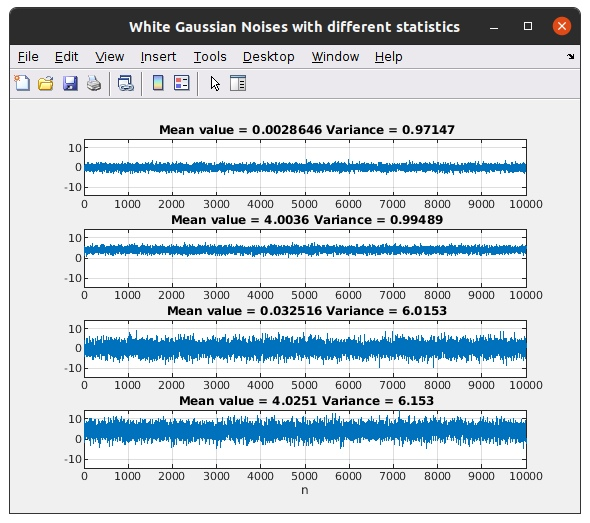 White Gaussian Noises with different statistics
File Edit View Insert Tools Desktop Window Help
Mean value = 0.0028646 Variance = 0.97147
10
0
-10
0 1000 2000 3000 4000 5000 6000 7000 8000 9000 10000
Mean value = 4.0036 Variance = 0.99489
10
0
-10
0 1000 2000 3000 4000 5000 6000 7000 8000 9000 10000
Mean value = 0.032516 Variance = 6.0153
10
0
-10
0 1000 2000 3000 4000 5000 6000 7000 8000 9000 10000
Mean value = 4.0251 Variance = 6.153
10
0
-10
0 1000 2000 3000 4000 5000 6000 7000 8000 9000 10000
n